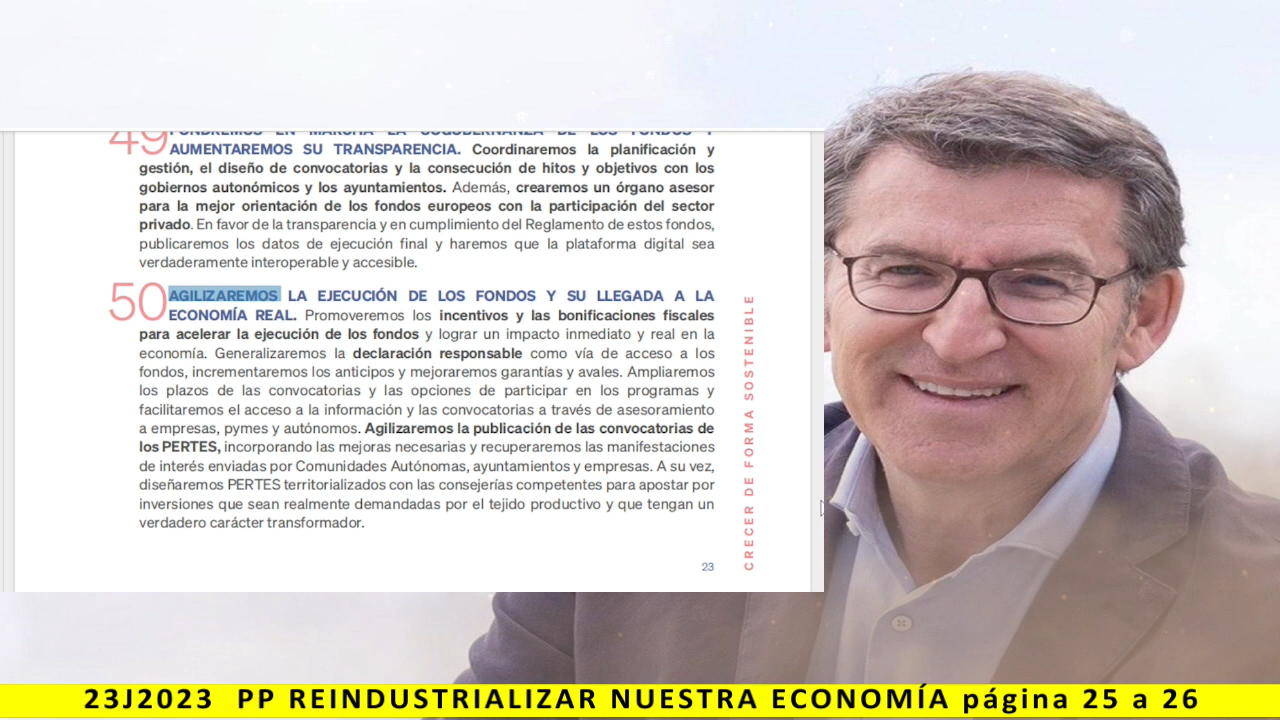 49 PONDREMOS EN MARCHA LA COGOBERNANZA DE LOS FONDOS Y
AUMENTAREMOS SU TRANSPARENCIA. Coordinaremos la planificación y
gestión, el diseño de convocatorias y la consecución de hitos y objetivos con los
gobiernos autonómicos y los ayuntamientos. Además, crearemos un órgano asesor
para la mejor orientación de los fondos europeos con la participación del sector
privado. En favor de la transparencia y en cumplimiento del Reglamento de estos fondos,
publicaremos los datos de ejecución final y haremos que la plataforma digital sea
verdaderamente interoperable y accesible.
50 AGILIZAREMOS LA EJECUCIÓN DE LOS FONDOS Y SU LLEGADA A LA
ECONOMÍA REAL. Promoveremos los incentivos y las bonificaciones fiscales
para acelerar la ejecución de los fondos y lograr un impacto inmediato y real en la
economía. Generalizaremos la declaración responsable como vía de acceso a los
fondos, incrementaremos los anticipos y mejoraremos garantías y avales. Ampliaremos
los plazos de las convocatorias y las opciones de participar en los programas y
facilitaremos el acceso a la información y las convocatorias a través de asesoramiento
a empresas, pymes y autónomos. Agilizaremos la publicación de las convocatorias de
los PERTES, incorporando las mejoras necesarias y recuperaremos las manifestaciones
de interés enviadas por Comunidades Autónomas, ayuntamientos y empresas. A su vez,
diseñaremos PERTES territorializados con las consejerías competentes para apostar por
inversiones que sean realmente demandadas por el tejido productivo y que tengan un
verdadero carácter transformador.
23
CRECER DE FORMA SOSTENIBLE
23J2023 PP REINDUSTRIALIZAR NUESTRA ECONOMÍA página 25 a 26